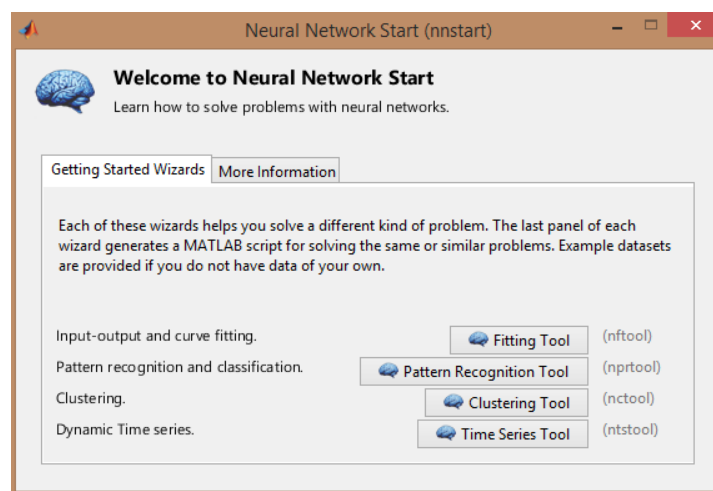 Neural Network Start (nnstart)
Welcome to Neural Network Start
Learn how to solve problems with neural networks.
Getting Started Wizards More Information
Each of these wizards helps you solve a different kind of problem. The last panel of each
wizard generates a MATLAB script for solving the same or similar problems. Example datasets
are provided if you do not have data of your own.
Input-output and curve fitting. Fitting Tool (nftool)
Pattern recognition and classification. Pattern Recognition Tool (nprtool)
Clustering. Clustering Tool (nctool)
Dynamic Time series. Time Series Tool (ntstool)